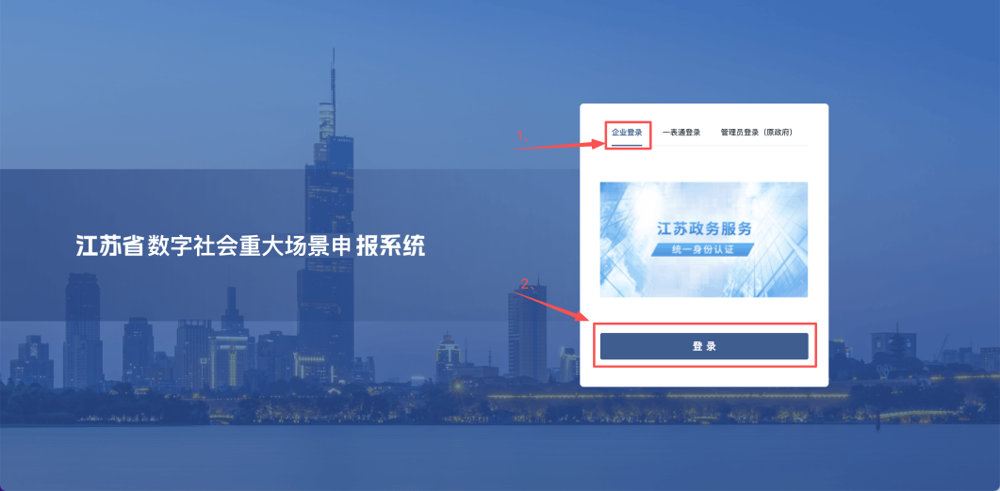 企业登录 一表通登录 管理员登录（原政府）
1、
江苏政务服务
统一身份认证
江苏省数字社会重大场景申报系统
2、
登录